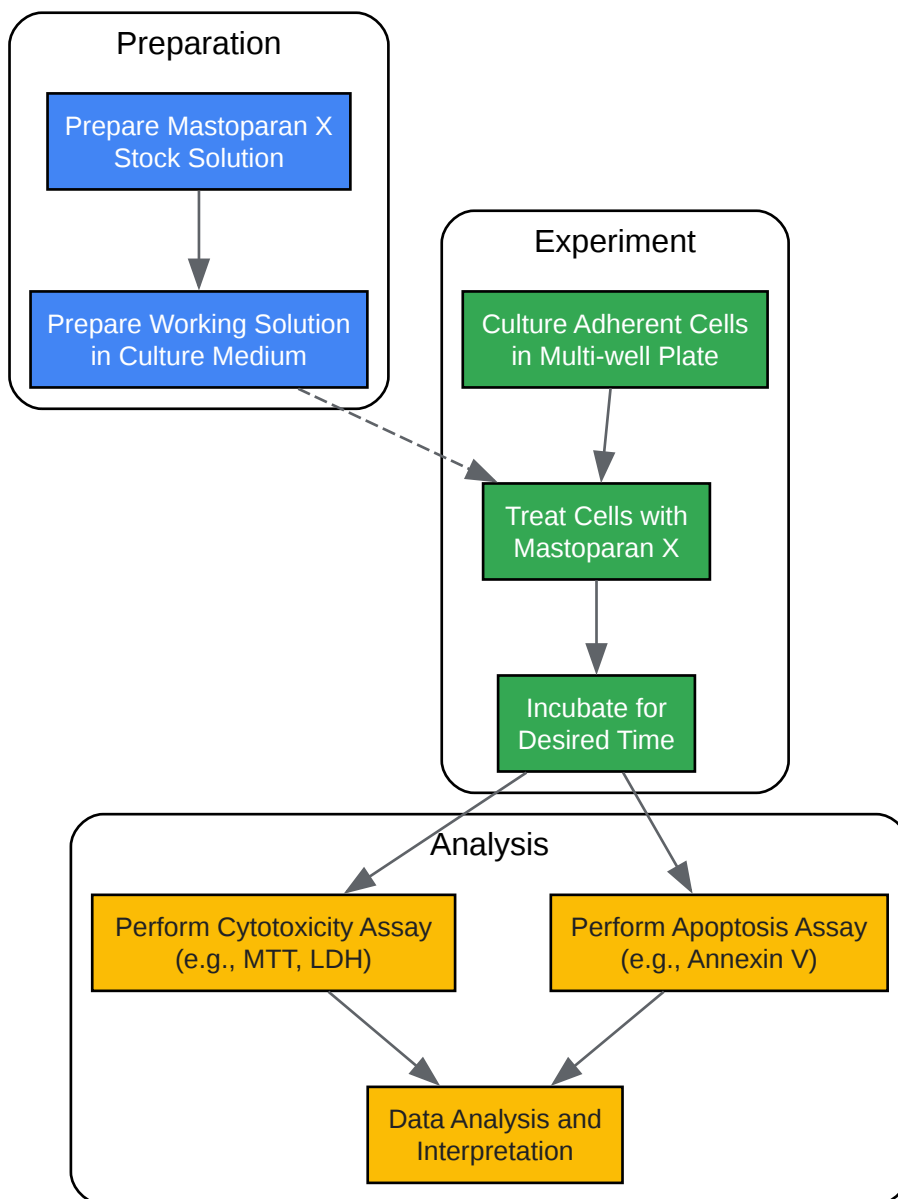 Preparation
Prepare Mastoparan X
Stock Solution
Prepare Working Solution
in Culture Medium
Experiment
Culture Adherent Cells
in Multi-well Plate
Treat Cells with
Mastoparan X
Incubate for
Desired Time
Analysis
Perform Cytotoxicity Assay
(e.g., MTT, LDH)
Perform Apoptosis Assay
(e.g., Annexin V)
Data Analysis and
Interpretation